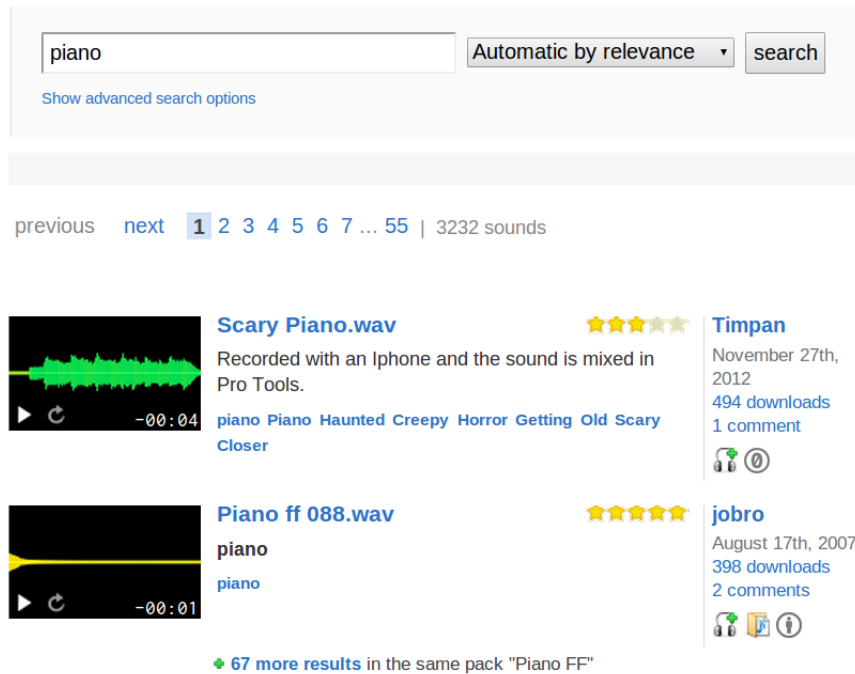 piano
Automatic by relevance
search
Show advanced search options
previous next 1 2 3 4 5 6 7 ... 55 | 3232 sounds
Scary Piano.wav
Recorded with an Iphone and the sound is mixed in
Pro Tools.
piano Piano Haunted Creepy Horror Getting Old Scary
Closer
-00:04
Timpan
November 27th,
2012
494 downloads
1 comment
0
Piano ff 088.wav
piano
piano
-00:01
jobro
August 17th, 2007
398 downloads
2 comments
67 more results in the same pack "Piano FF"